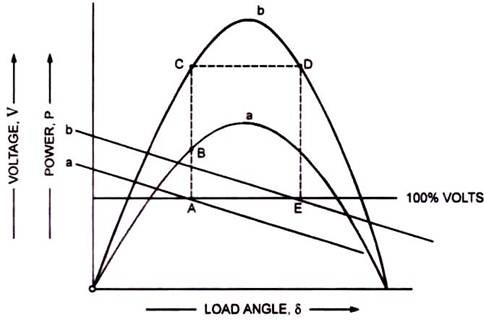 b
C
D
a
b
B
a
A
E
100% VOLTS
VOLTAGE, V
POWER, P
LOAD ANGLE, δ